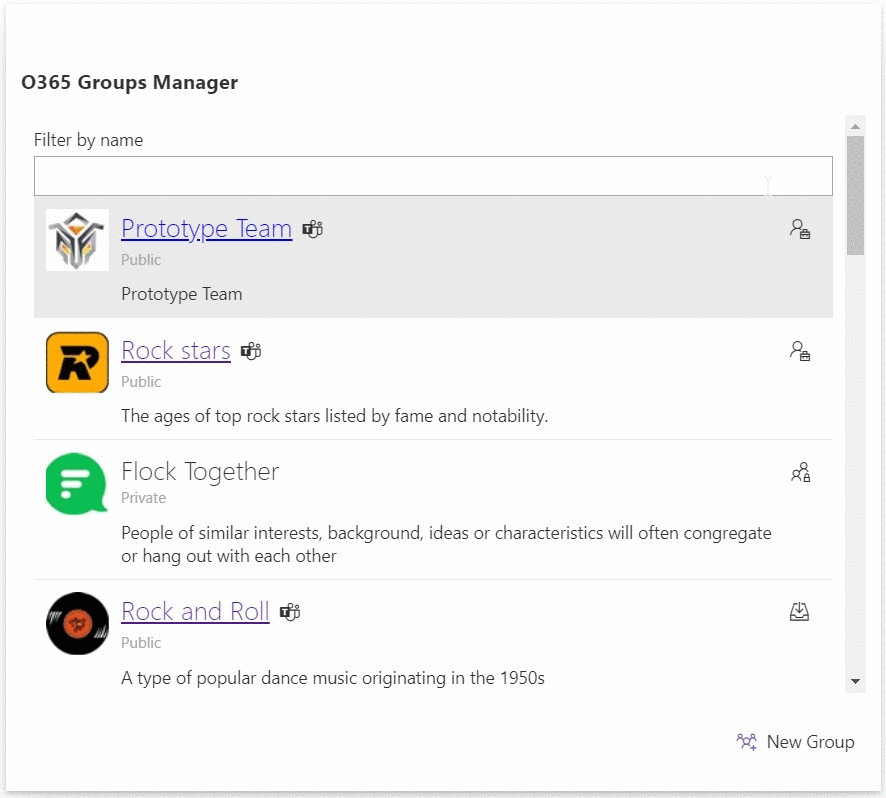 O365 Groups Manager
Filter by name
Prototype Team
Public
Prototype Team
Rock stars
Public
The ages of top rock stars listed by fame and notability.
Flock Together
Private
People of similar interests, background, ideas or characteristics will often congregate
or hang out with each other
Rock and Roll
Public
A type of popular dance music originating in the 1950s
New Group